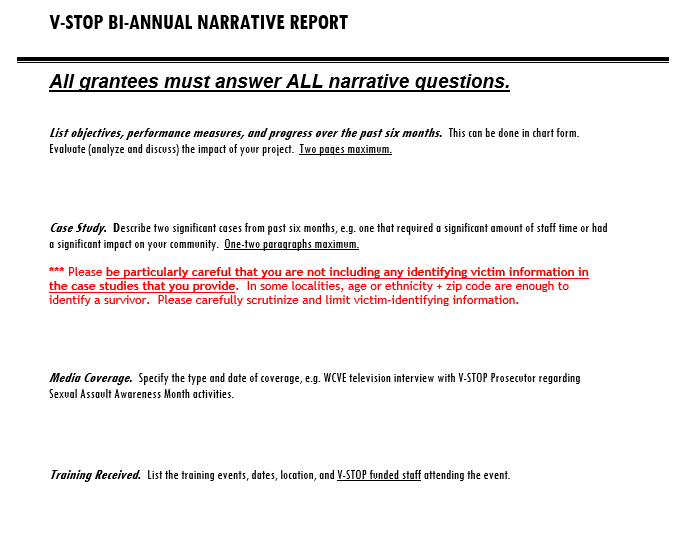 V-STOP BI-ANNUAL NARRATIVE REPORT
All grantees must answer ALL narrative questions.
List objectives, performance measures, and progress over the past six months. This can be done in chart form.
Evaluate (analyze and discuss) the impact of your project. Two pages maximum.
Case Study. Describe two significant cases from past six months, e.g. one that required a significant amount of staff time or had
a significant impact on your community. One-two paragraphs maximum.
*** Please be particularly careful that you are not including any identifying victim information in
the case studies that you provide. In some localities, age or ethnicity + zip code are enough to
identify a survivor. Please carefully scrutinize and limit victim-identifying information.
Media Coverage. Specify the type and date of coverage, e.g. WCVE television interview with V-STOP Prosecutor regarding
Sexual Assault Awareness Month activities.
Training Received. List the training events, dates, location, and V-STOP funded staff attending the event.